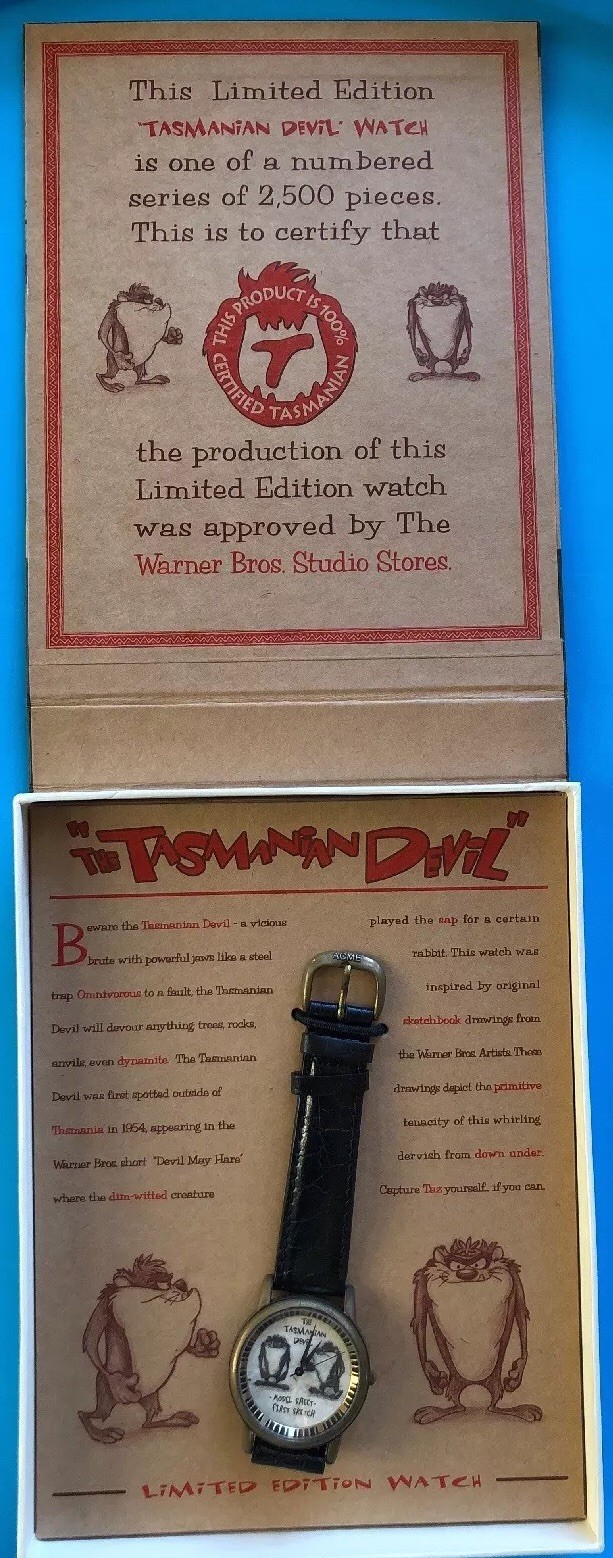 This Limited Edition
"TASMANIAN DEVIL" WATCH
is one of a numbered
series of 2,500 pieces.
This is to certify that
THIS PRODUCT IS 100%
T
CERTIFIED TASMANIAN
the production of this
Limited Edition watch
was approved by The
Warner Bros. Studio Stores.
"THE TASMANIAN DEVIL"
Beware the Tasmanian Devil - a vicious
brute with powerful jaws like a steel
trap Omnivorous to a fault, the Tasmanian
Devil will devour anything; trees, rocks,
anvils, even dynamite. The Tasmanian
Devil was first spotted outside of
Tasmania in 1954, appearing in the
Warner Bros. short "Devil May Hare"
where the dim-witted creature
played the sap for a certain
rabbit. This watch was
inspired by original
sketchbook drawings from
the Warner Bros. Artists. These
drawings depict the primitive
tenacity of this whirling
dervish from down under.
Capture Taz yourself... if you can.
ACME
THE
TASMANIAN
DEVIL
- MODEL SHEET -
FIRST SKETCH
LIMITED EDITION WATCH